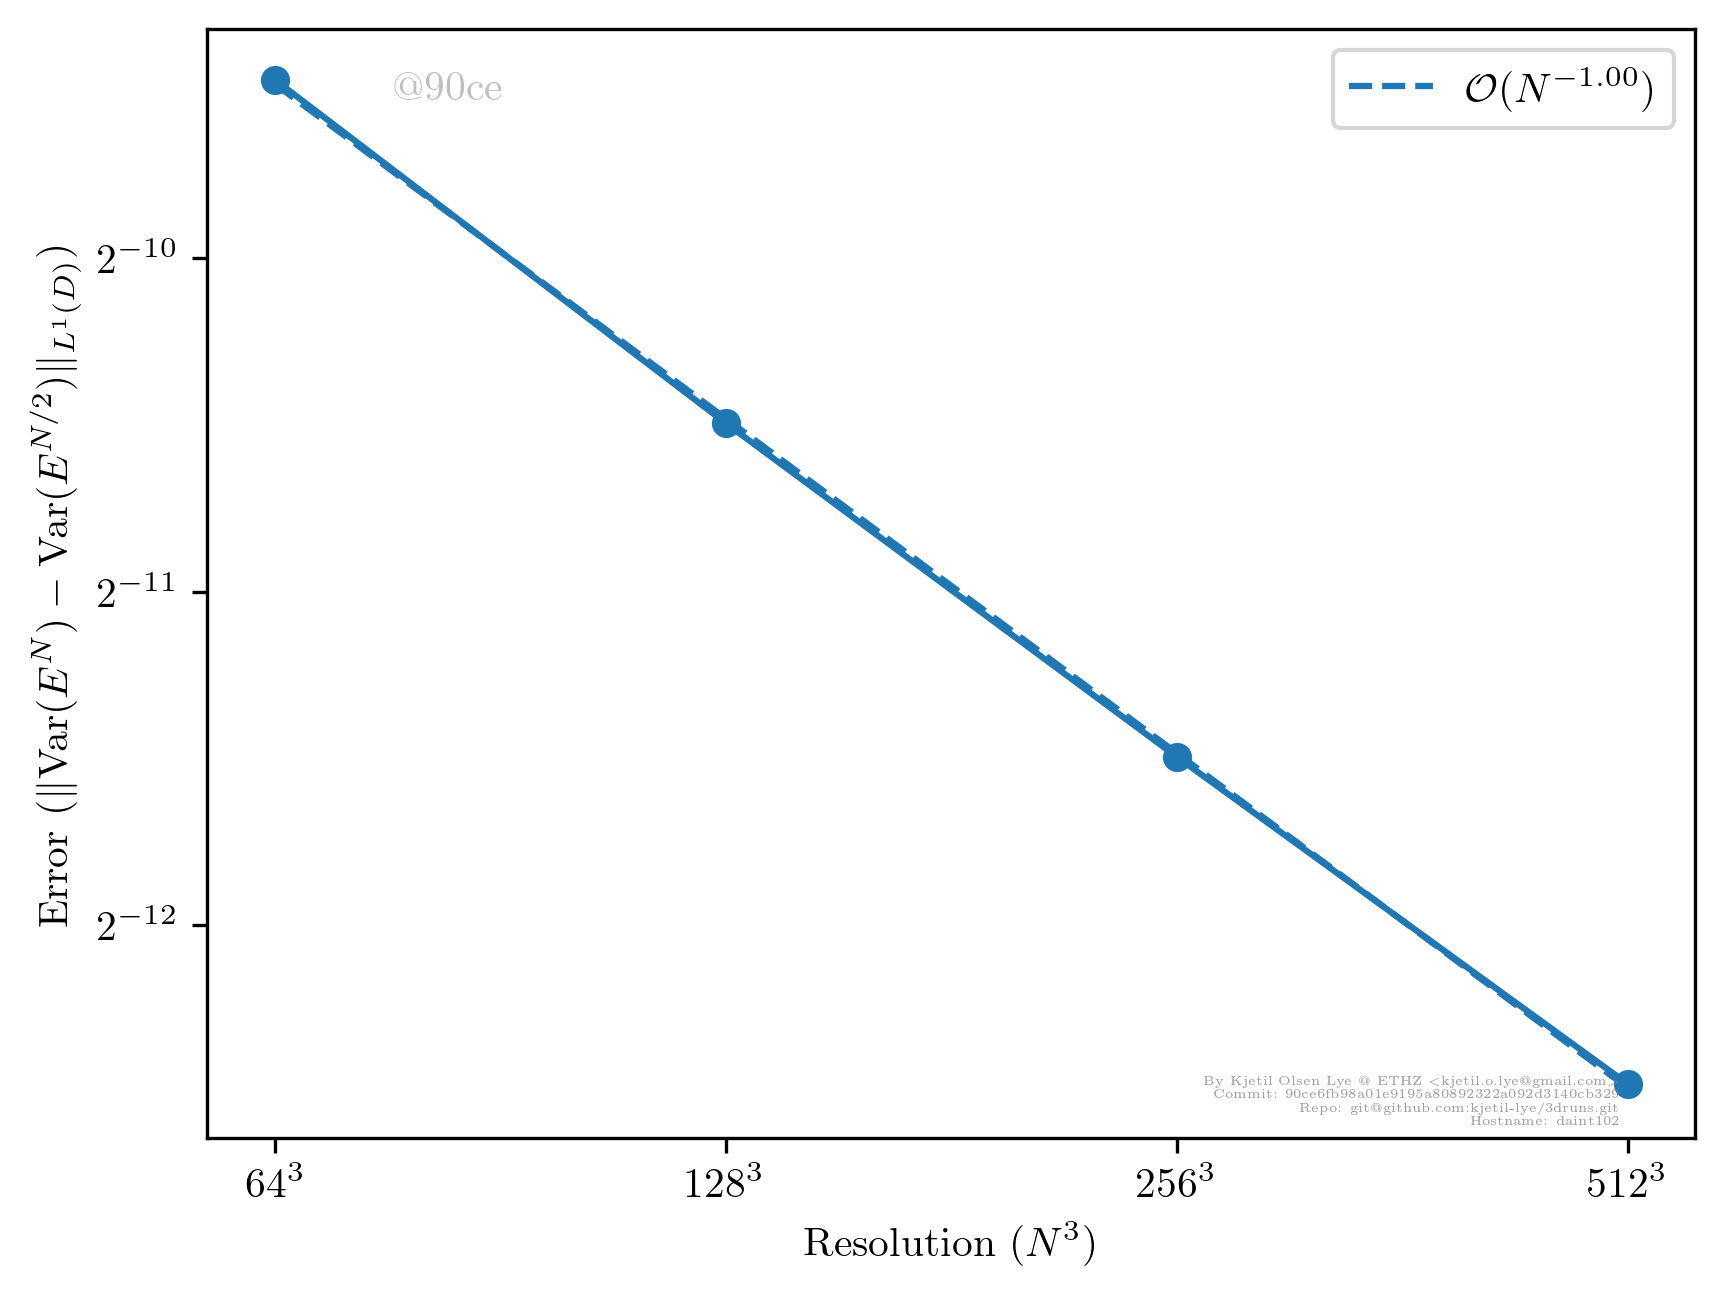 @90ce
𝒪(N^{-1.00})
2^{-10}
2^{-11}
2^{-12}
Error (||Var(E^N) − Var(E^{N/2})||_{L^1(D)})
By Kjetil Olsen Lye @ ETHZ <kjetil.o.lye@gmail.com>
Commit: 90ce6fb98a01e9195a80892322a092d3140cb329
Repo: git@github.com:kjetil-lye/3druns.git
Hostname: daint102
64^3 128^3 256^3 512^3
Resolution (N^3)